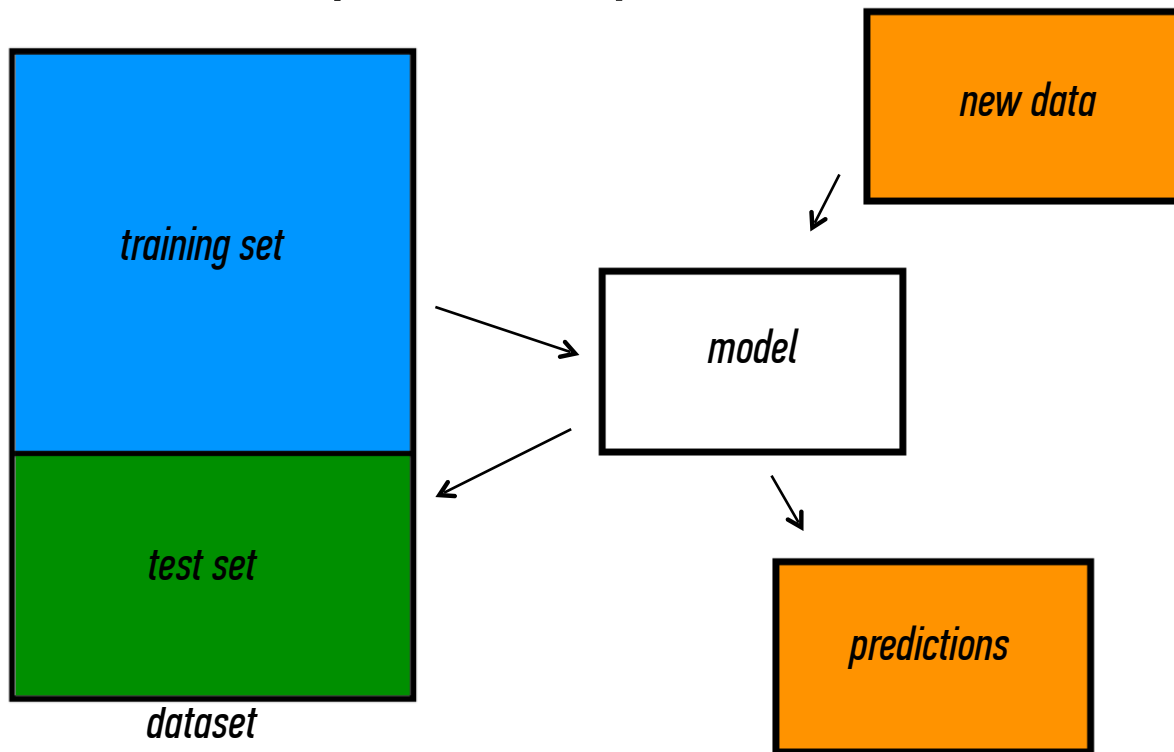 new data
training set
model
test set
predictions
dataset